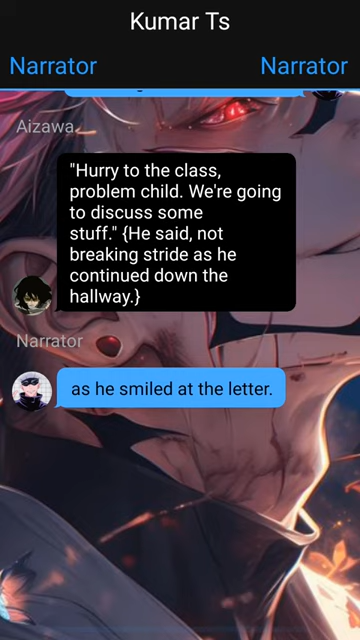 Kumar Ts
Narrator Narrator
Aizawa
"Hurry to the class,
problem child. We're going
to discuss some
stuff." {He said, not
breaking stride as he
continued down the
hallway.}
Narrator
as he smiled at the letter.